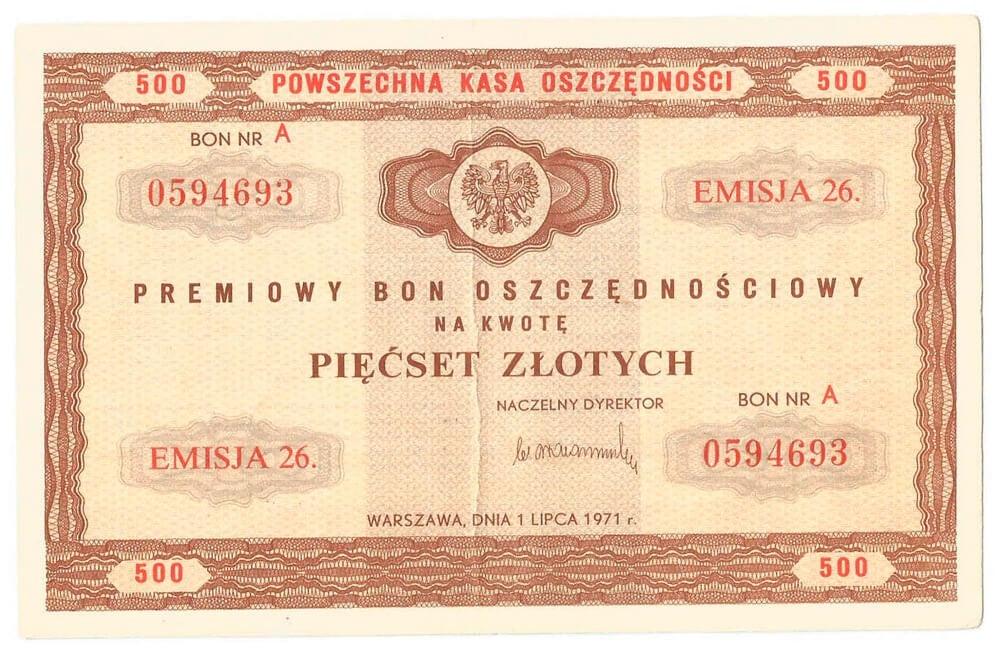 500 POWSZECHNA KASA OSZCZĘDNOŚCI 500
BON NR A
0594693
EMISJA 26.
PREMIOWY BON OSZCZĘDNOŚCIOWY
NA KWOTĘ
PIĘĆSET ZŁOTYCH
NACZELNY DYREKTOR
BON NR A
EMISJA 26.
0594693
WARSZAWA, DNIA 1 LIPCA 1971 r.
500 500